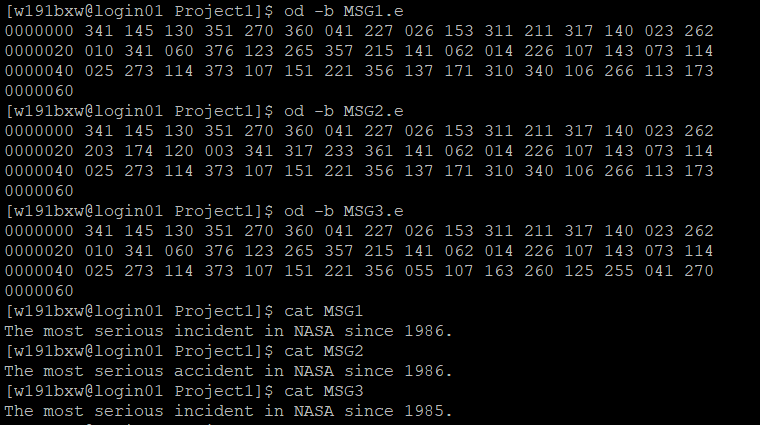 [w191bxw@login01 Project1]$ od -b MSG1.e
0000000 341 145 130 351 270 360 041 227 026 153 311 211 317 140 023 262
0000020 010 341 060 376 123 265 357 215 141 062 014 226 107 143 073 114
0000040 025 273 114 373 107 151 221 356 137 171 310 340 106 266 113 173
0000060
[w191bxw@login01 Project1]$ od -b MSG2.e
0000000 341 145 130 351 270 360 041 227 026 153 311 211 317 140 023 262
0000020 203 174 120 003 341 317 233 361 141 062 014 226 107 143 073 114
0000040 025 273 114 373 107 151 221 356 137 171 310 340 106 266 113 173
0000060
[w191bxw@login01 Project1]$ od -b MSG3.e
0000000 341 145 130 351 270 360 041 227 026 153 311 211 317 140 023 262
0000020 010 341 060 376 123 265 357 215 141 062 014 226 107 143 073 114
0000040 025 273 114 373 107 151 221 356 055 107 163 260 125 255 041 270
0000060
[w191bxw@login01 Project1]$ cat MSG1
The most serious incident in NASA since 1986.
[w191bxw@login01 Project1]$ cat MSG2
The most serious accident in NASA since 1986.
[w191bxw@login01 Project1]$ cat MSG3
The most serious incident in NASA since 1985.